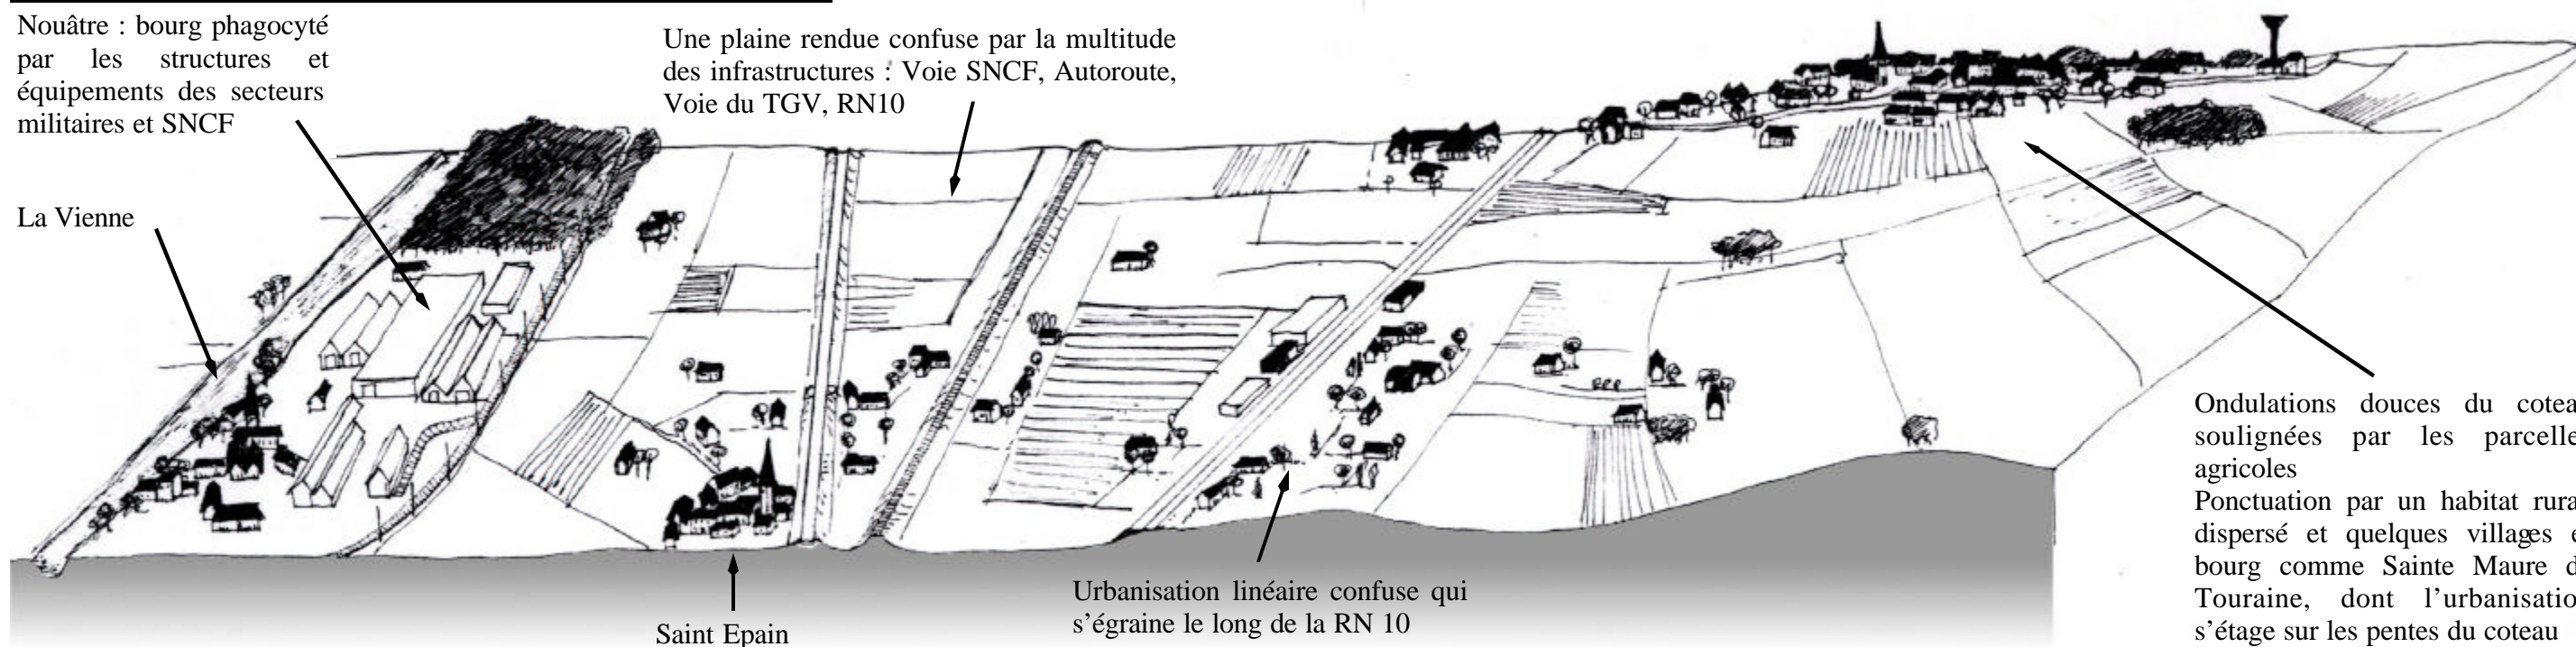 Nouâtre : bourg phagocyté
par les structures et
équipements des secteurs
militaires et SNCF
Une plaine rendue confuse par la multitude
des infrastructures : Voie SNCF, Autoroute,
Voie du TGV, RN10
La Vienne
Saint Epain
Urbanisation linéaire confuse qui
s’égraine le long de la RN 10
Ondulations douces du cotea
soulignées par les parcelle
agricoles
Ponctuation par un habitat rura
dispersé et quelques villages e
bourg comme Sainte Maure d
Touraine, dont l’urbanisatio
s’étage sur les pentes du coteau